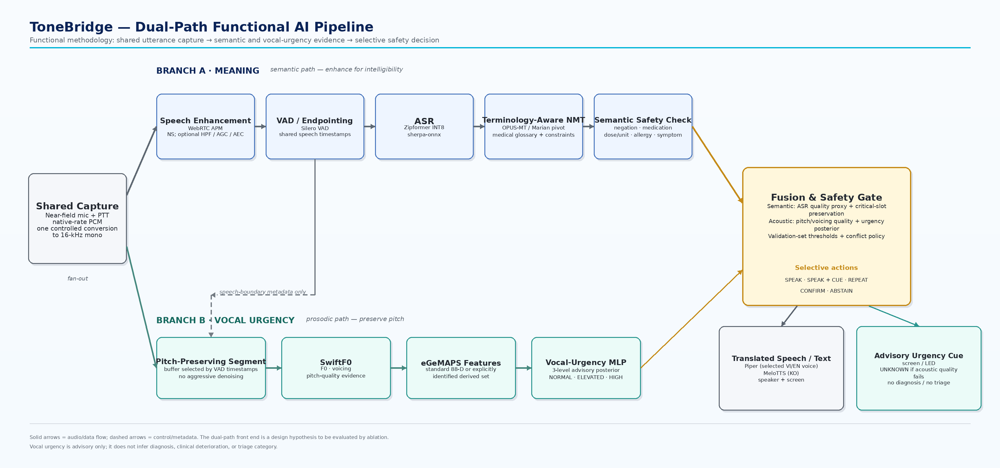 ToneBridge — Dual-Path Functional AI Pipeline
Functional methodology: shared utterance capture → semantic and vocal-urgency evidence → selective safety decision
BRANCH A · MEANING
semantic path — enhance for intelligibility
Speech Enhancement
WebRTC APM
NS; optional HPF / AGC / AEC
VAD / Endpointing
Silero VAD
shared speech timestamps
ASR
Zipformer INT8
sherpa-onnx
Terminology-Aware NMT
OPUS-MT / Marian pivot
medical glossary + constraints
Semantic Safety Check
negation · medication
dose/unit · allergy · symptom
Shared Capture
Near-field mic + PTT
native-rate PCM
one controlled conversion
to 16-kHz mono
fan-out
speech-boundary metadata only
Fusion & Safety Gate
Semantic: ASR quality proxy + critical-slot
preservation
Acoustic: pitch/voicing quality + urgency
posterior
Validation-set thresholds + conflict policy
Selective actions
SPEAK · SPEAK + CUE · REPEAT
CONFIRM · ABSTAIN
BRANCH B · VOCAL URGENCY
prosodic path — preserve pitch
Pitch-Preserving Segment
buffer selected by VAD timestamps
no aggressive denoising
SwiftF0
F0 · voicing
pitch-quality evidence
eGeMAPS Features
standard 88-D or explicitly
identified derived set
Vocal-Urgency MLP
3-level advisory posterior
NORMAL · ELEVATED · HIGH
Translated Speech / Text
Piper (selected VI/EN voice)
MeloTTS (KO)
speaker + screen
Advisory Urgency Cue
screen / LED
UNKNOWN if acoustic quality
fails
no diagnosis / no triage
Solid arrows = audio/data flow; dashed arrows = control/metadata. The dual-path front end is a design hypothesis to be evaluated by ablation.
Vocal urgency is advisory only; it does not infer diagnosis, clinical deterioration, or triage category.